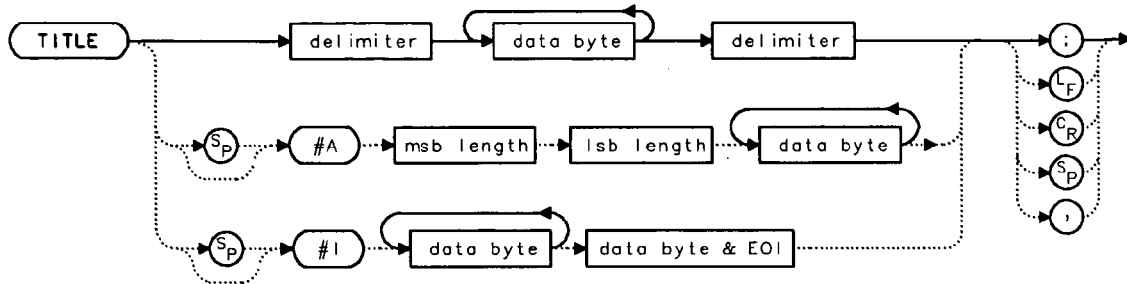 TITLE delimiter data byte delimiter ;
LF
CR
SP #A msb length lsb length data byte
SP
,
SP #I data byte data byte & EOI